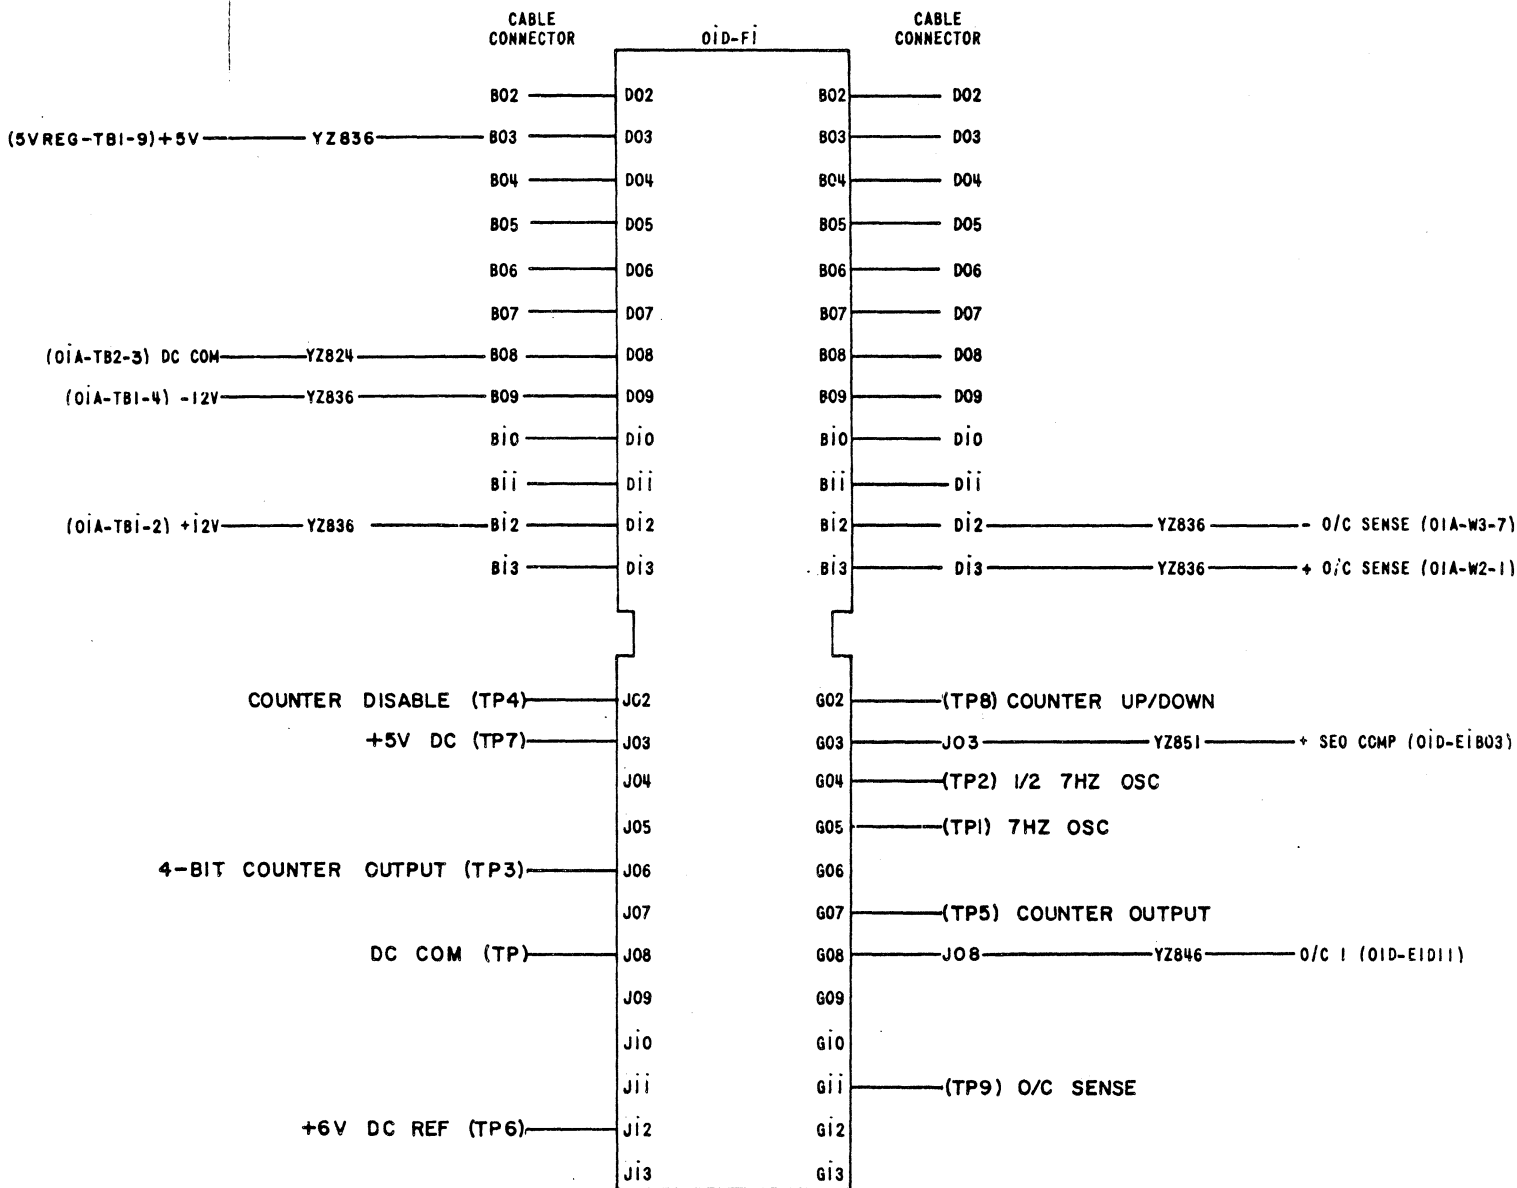 CABLE CONNECTOR 01D-F1 CABLE CONNECTOR
B02 D02 B02 D02
(5VREG-TB1-9)+5V YZ836 B03 D03 B03 D03
B04 D04 B04 D04
B05 D05 B05 D05
B06 D06 B06 D06
B07 D07 B07 D07
(01A-TB2-3) DC COM YZ824 B08 D08 B08 D08
(01A-TB1-4) -12V YZ836 B09 D09 B09 D09
B10 D10 B10 D10
B11 D11 B11 D11
(01A-TB1-2) +12V YZ836 B12 D12 B12 D12 YZ836 - O/C SENSE (01A-W3-7)
B13 D13 B13 D13 YZ836 + O/C SENSE (01A-W2-1)
COUNTER DISABLE (TP4) J02 G02 (TP8) COUNTER UP/DOWN
+5V DC (TP7) J03 G03 J03 YZ851 + SEO COMP (01D-E1B03)
J04 G04 (TP2) 1/2 7HZ OSC
J05 G05 (TP1) 7HZ OSC
4-BIT COUNTER OUTPUT (TP3) J06 G06
J07 G07 (TP5) COUNTER OUTPUT
DC COM (TP) J08 G08 J08 YZ846 O/C 1 (01D-E1D11)
J09 G09
J10 G10
J11 G11 (TP9) O/C SENSE
+6V DC REF (TP6) J12 G12
J13 G13